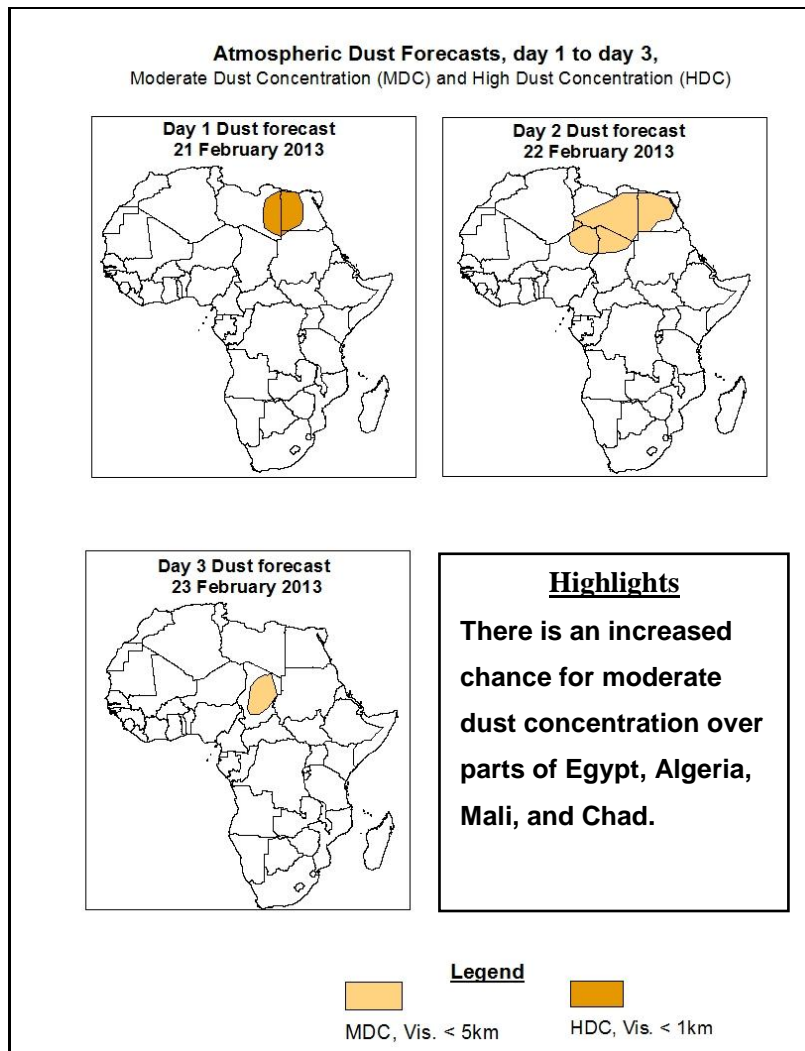 Atmospheric Dust Forecasts, day 1 to day 3,
Moderate Dust Concentration (MDC) and High Dust Concentration (HDC)
Day 1 Dust forecast
21 February 2013
Day 2 Dust forecast
22 February 2013
Day 3 Dust forecast
23 February 2013
Highlights
There is an increased
chance for moderate
dust concentration over
parts of Egypt, Algeria,
Mali, and Chad.
Legend
MDC, Vis. < 5km
HDC, Vis. < 1km